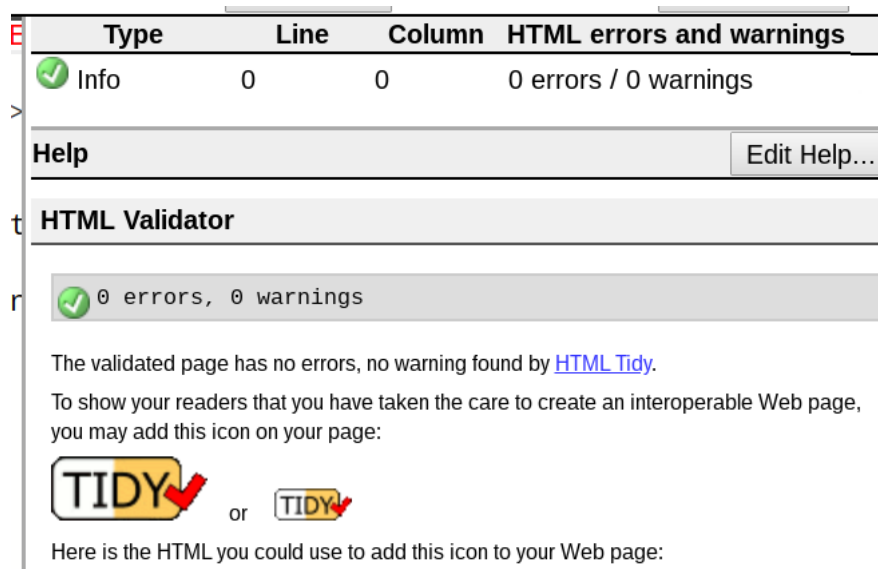 Type Line Column HTML errors and warnings
Info 0 0 0 errors / 0 warnings
Help Edit Help...
HTML Validator
0 errors, 0 warnings
The validated page has no errors, no warning found by HTML Tidy.
To show your readers that you have taken the care to create an interoperable Web page,
you may add this icon on your page:
TIDY or TIDY
Here is the HTML you could use to add this icon to your Web page: